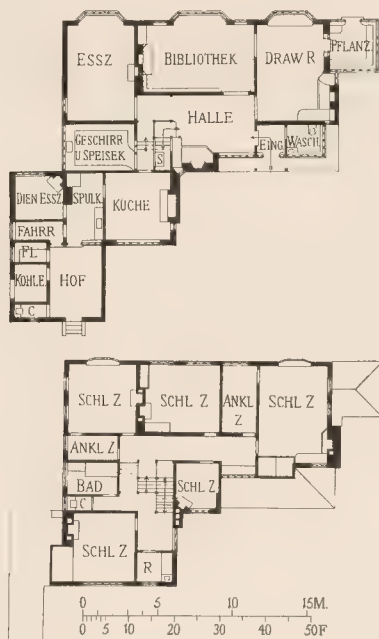 ESSZ
BIBLIOTHEK
DRAW R
PFLANZ.
HALLE
GESCHIRR
U SPEISEK
S
EING.
WASCH.
DIEN ESSZ
SPULK
KÜCHE
FAHRR
FL
KOHLE
HOF
C
SCHL Z
SCHL Z
ANKL
Z
SCHL Z
ANKL Z
BAD
C
SCHL Z
SCHL Z
R
0 5 10 15M.
0 5 10 20 30 40 50F